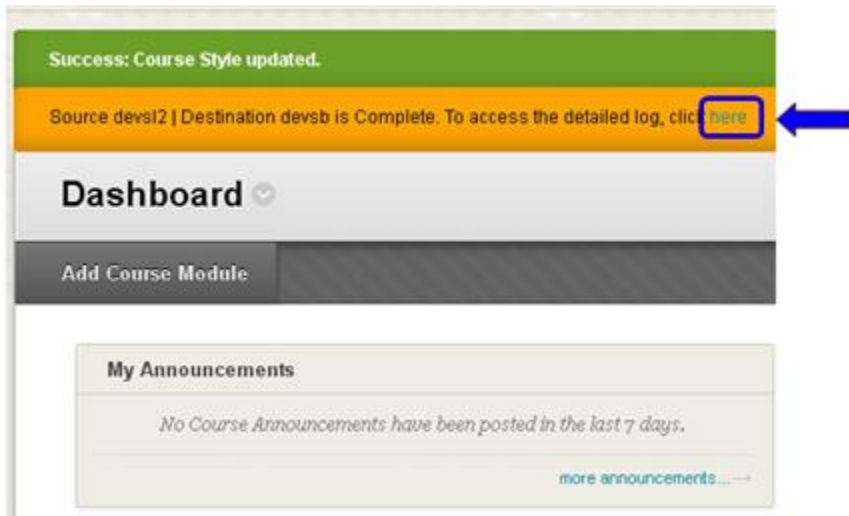 Success: Course Style updated.
Source devsl2 | Destination devsb is Complete. To access the detailed log, click here
Dashboard
Add Course Module
My Announcements
No Course Announcements have been posted in the last 7 days.
more announcements...→